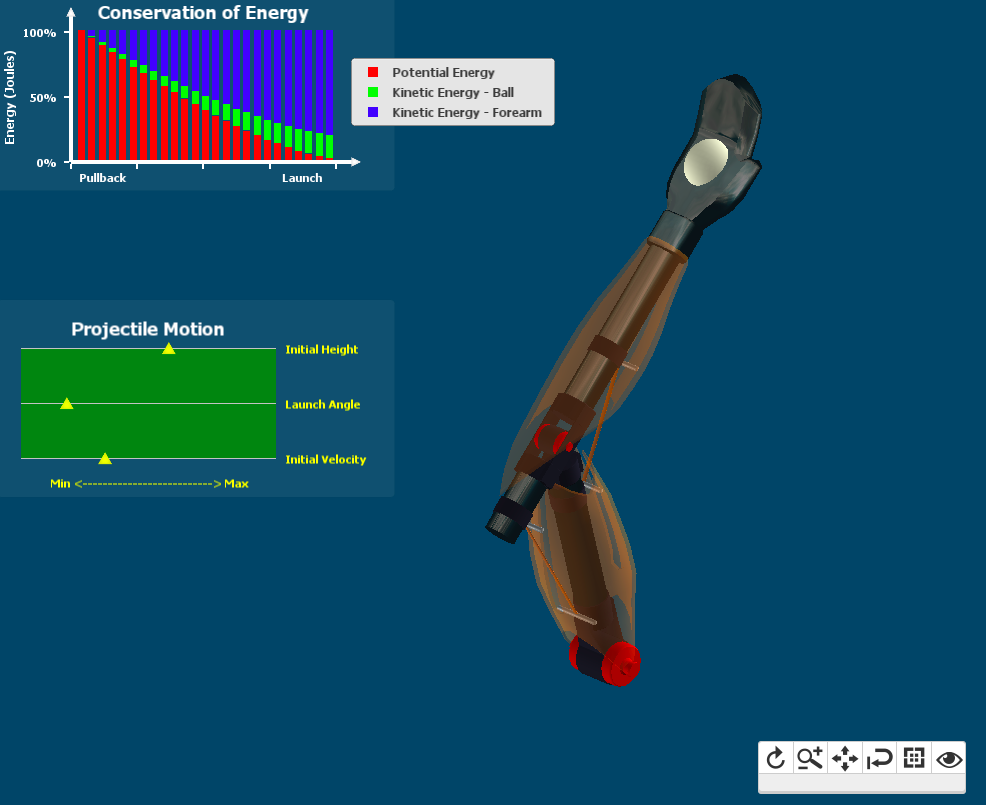 Conservation of Energy
100%
50%
0%
Energy (Joules)
Pullback
Launch
Potential Energy
Kinetic Energy - Ball
Kinetic Energy - Forearm
Projectile Motion
Initial Height
Launch Angle
Initial Velocity
Min <--------------------------> Max